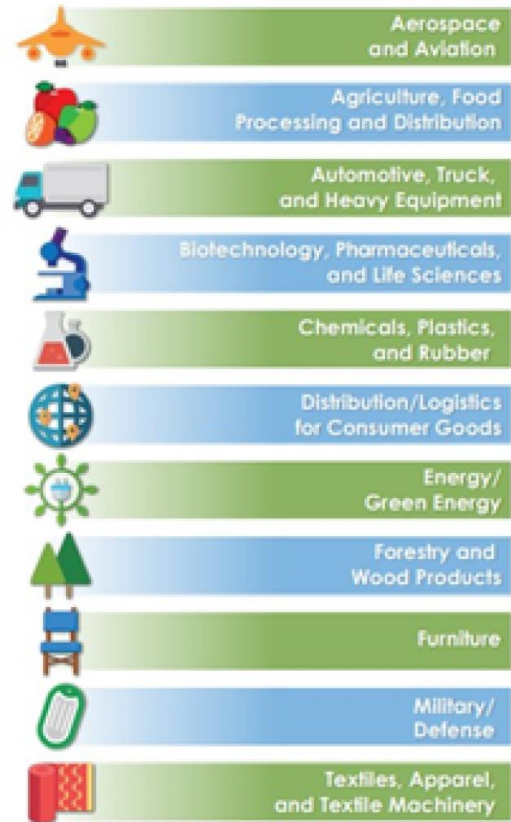 Aerospace
and Aviation
Agriculture, Food
Processing and Distribution
Automotive, Truck,
and Heavy Equipment
Biotechnology, Pharmaceuticals,
and Life Sciences
Chemicals, Plastics,
and Rubber
Distribution/Logistics
for Consumer Goods
Energy/
Green Energy
Forestry and
Wood Products
Furniture
Military/
Defense
Textiles, Apparel,
and Textile Machinery